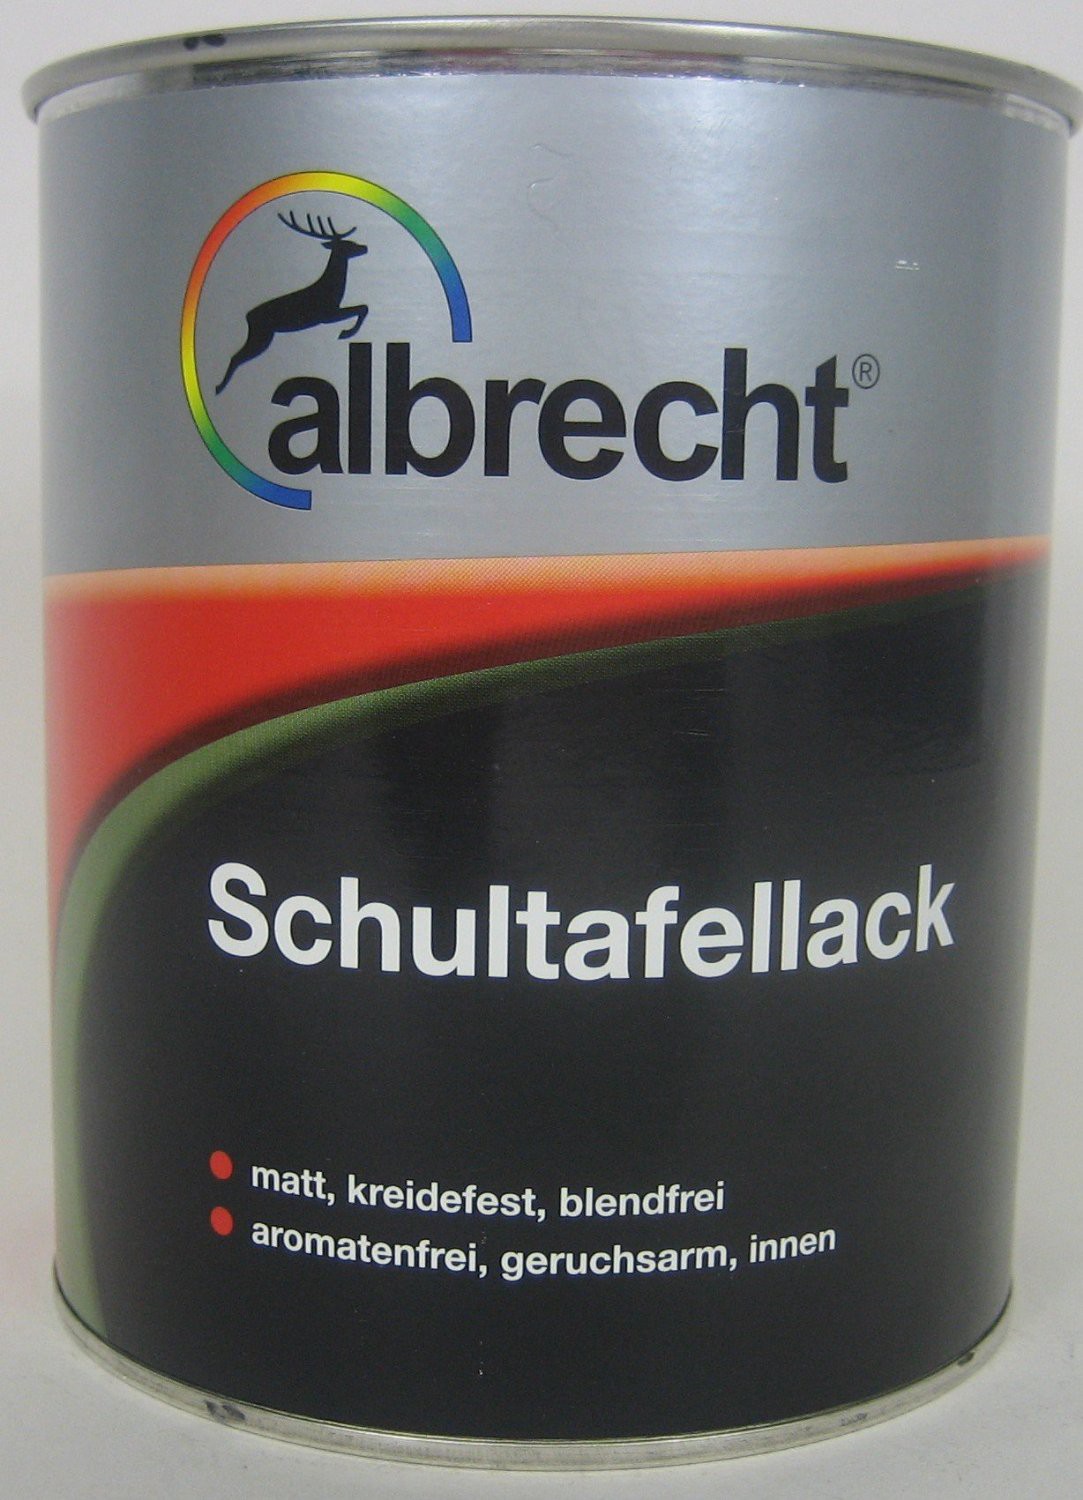 albrecht®
Schultafellack
matt, kreidefest, blendfrei
aromatenfrei, geruchsarm, innen